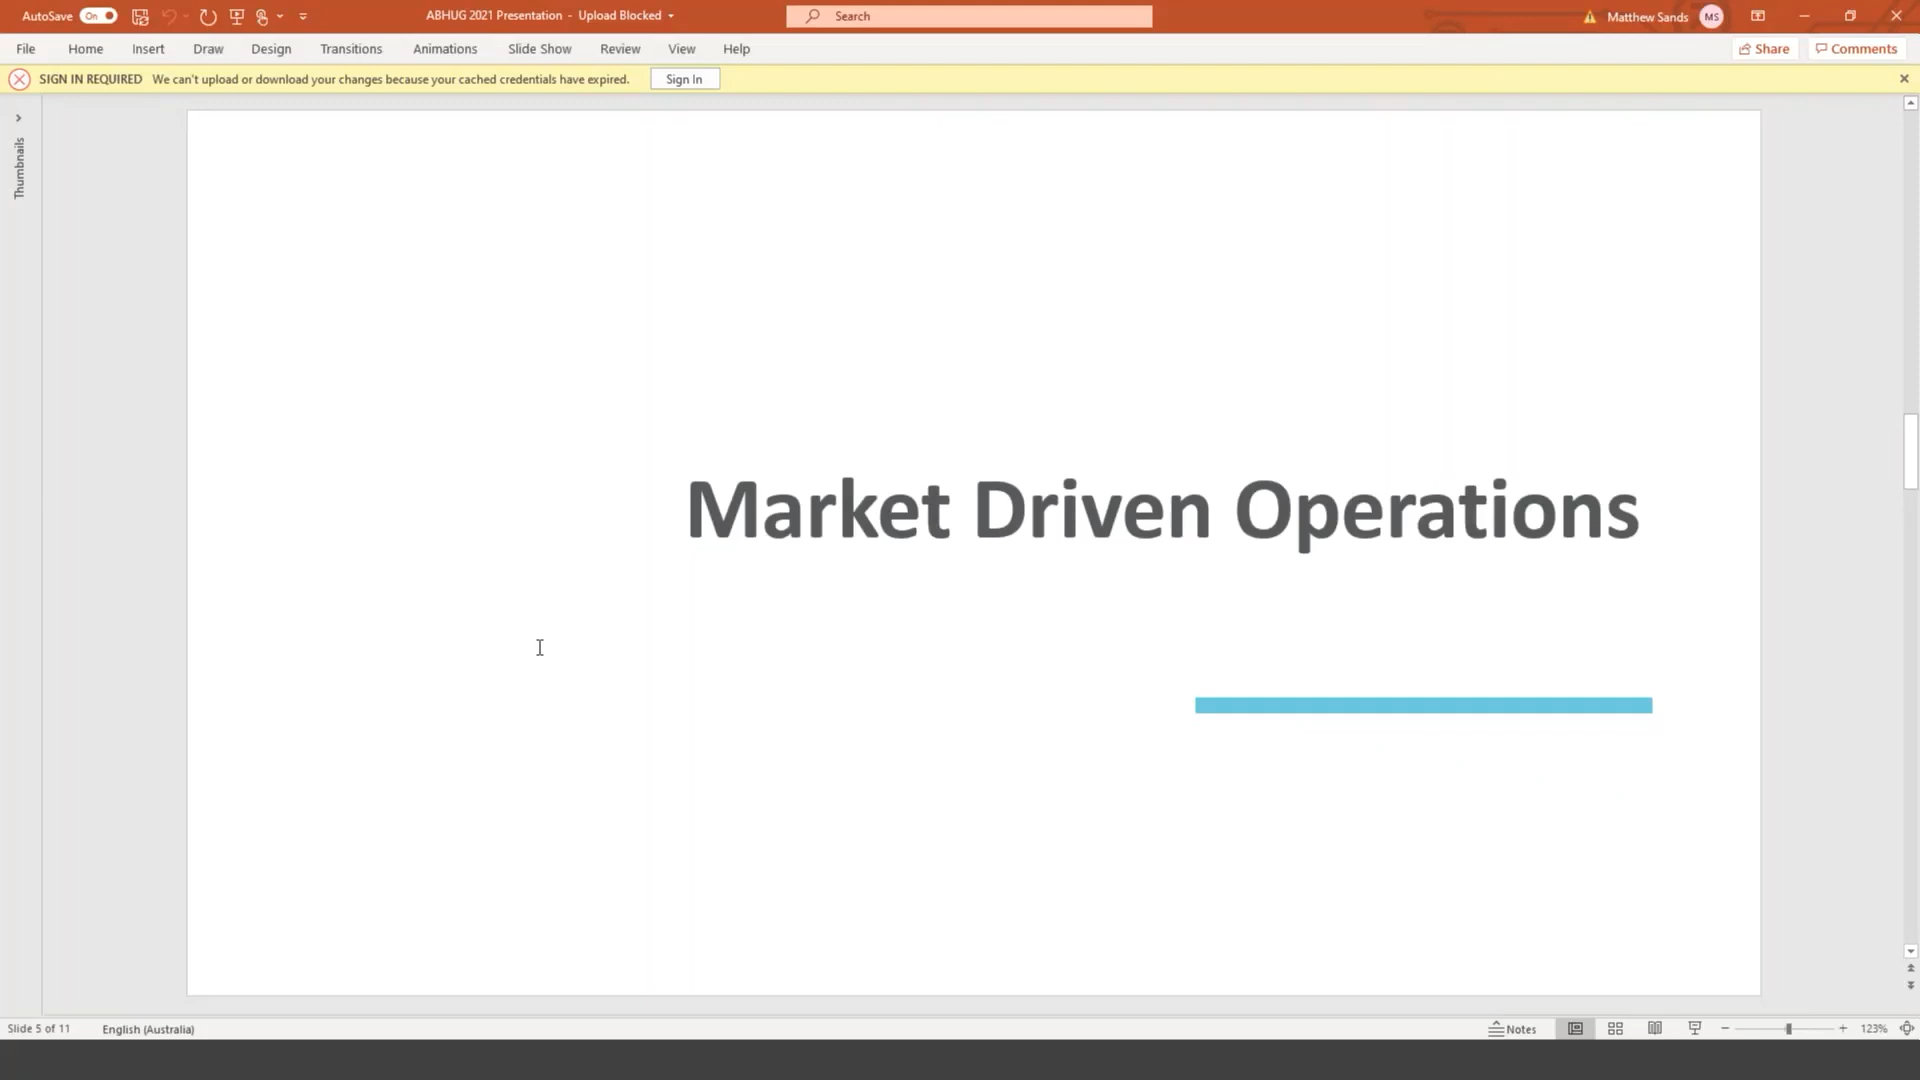 AutoSave On ABHUG 2021 Presentation - Upload Blocked Search Matthew Sands MS
File Home Insert Draw Design Transitions Animations Slide Show Review View Help Share Comments
SIGN IN REQUIRED We can't upload or download your changes because your cached credentials have expired. Sign In
Thumbnails
Market Driven Operations
Slide 5 of 11 English (Australia) Notes 123%